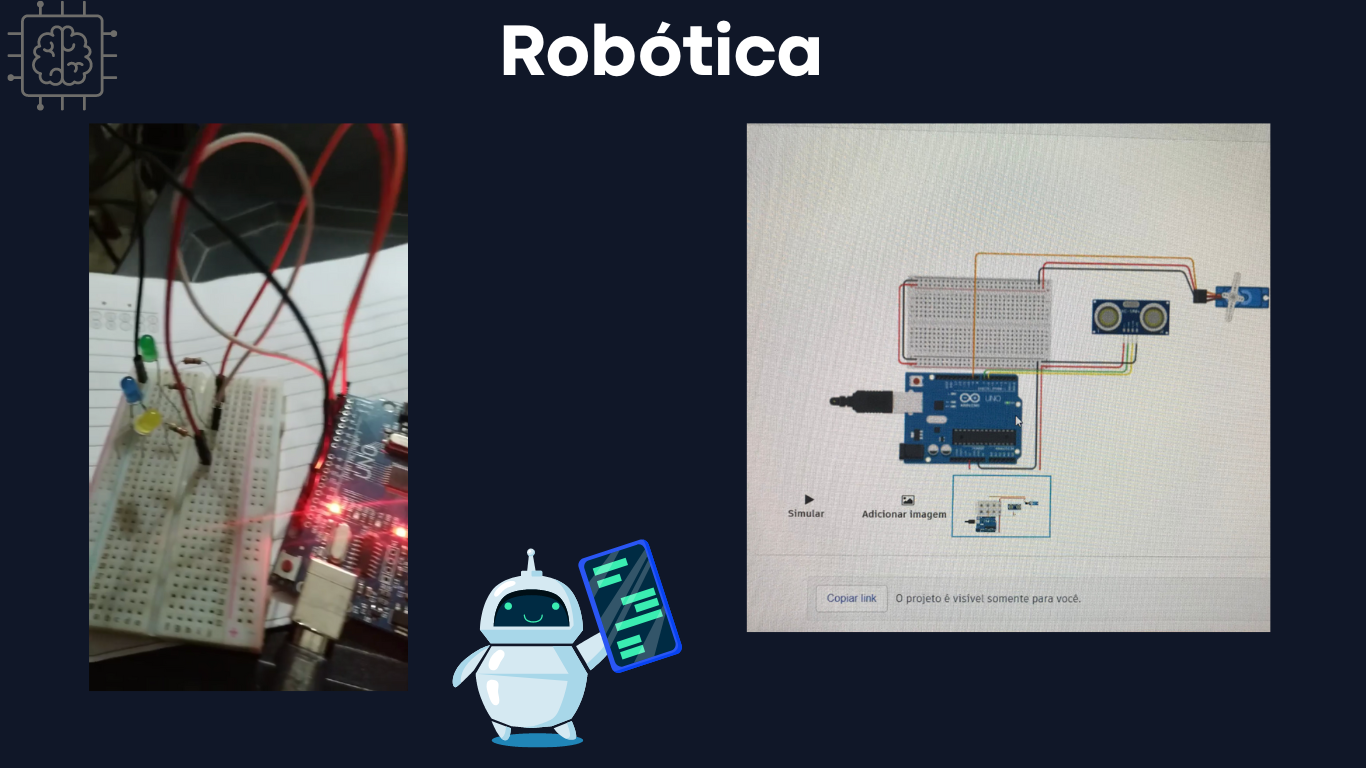 Robótica
UNO
UNO
Simular
Adicionar imagem
Copiar link
O projeto é visível somente para você.